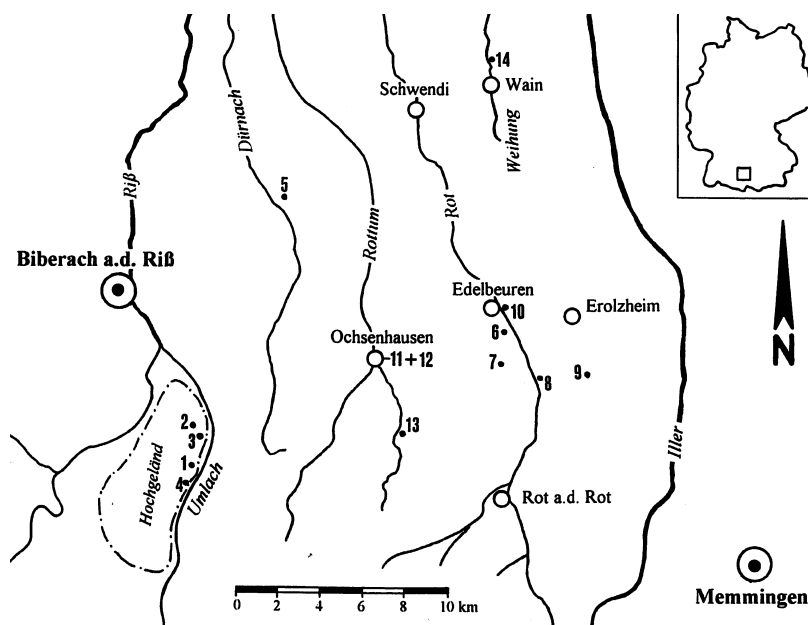 14
Wain
Schwendi
Weihung
Dürnach
Riß
5
Rot
Rottum
Biberach a.d. Riß
Edelbeuren
10
Erolzheim
6
Ochsenhausen
11 + 12
7
8
9
N
2
3
13
1
4
Hochgeländ
Umlach
Iller
Rot a.d. Rot
Memmingen
0 2 4 6 8 10 km